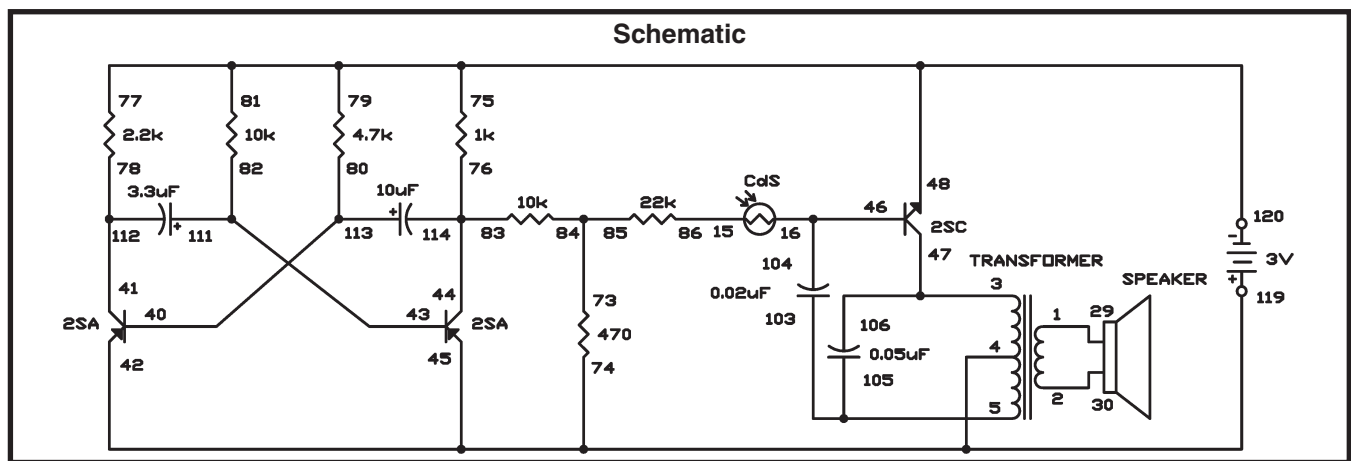 Schematic
77
81
79
75
2.2k
10k
4.7k
1k
78
82
80
76
3.3uF
10uF
CdS
48
10k
22k
46
2SC
120
112
+
111
113
+
114
83
84
85
86
15
16
47
-
3V
+
41
44
104
TRANSFORMER
SPEAKER
119
2SA
40
43
2SA
73
0.02uF
3
1
29
42
45
470
103
106
4
74
0.05uF
105
5
2
30